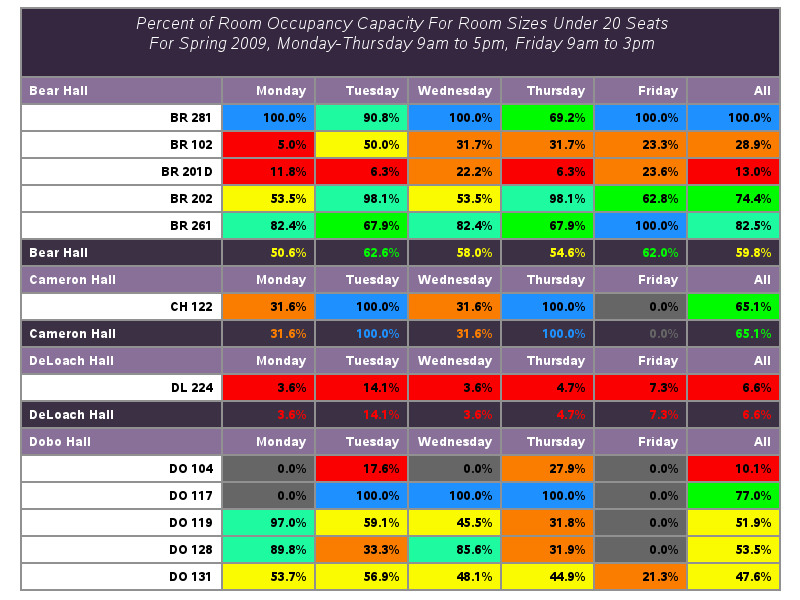 Percent of Room Occupancy Capacity For Room Sizes Under 20 Seats
For Spring 2009, Monday-Thursday 9am to 5pm, Friday 9am to 3pm
Bear Hall Monday Tuesday Wednesday Thursday Friday All
BR 281 100.0% 90.8% 100.0% 69.2% 100.0% 100.0%
BR 102 5.0% 50.0% 31.7% 31.7% 23.3% 28.9%
BR 201D 11.8% 6.3% 22.2% 6.3% 23.6% 13.0%
BR 202 53.5% 98.1% 53.5% 98.1% 62.8% 74.4%
BR 261 82.4% 67.9% 82.4% 67.9% 100.0% 82.5%
Bear Hall 50.6% 62.6% 58.0% 54.6% 62.0% 59.8%
Cameron Hall Monday Tuesday Wednesday Thursday Friday All
CH 122 31.6% 100.0% 31.6% 100.0% 0.0% 65.1%
Cameron Hall 31.6% 100.0% 31.6% 100.0% 0.0% 65.1%
DeLoach Hall Monday Tuesday Wednesday Thursday Friday All
DL 224 3.6% 14.1% 3.6% 4.7% 7.3% 6.6%
DeLoach Hall 3.6% 14.1% 3.6% 4.7% 7.3% 6.6%
Dobo Hall Monday Tuesday Wednesday Thursday Friday All
DO 104 0.0% 17.6% 0.0% 27.9% 0.0% 10.1%
DO 117 0.0% 100.0% 100.0% 100.0% 0.0% 77.0%
DO 119 97.0% 59.1% 45.5% 31.8% 0.0% 51.9%
DO 128 89.8% 33.3% 85.6% 31.9% 0.0% 53.5%
DO 131 53.7% 56.9% 48.1% 44.9% 21.3% 47.6%